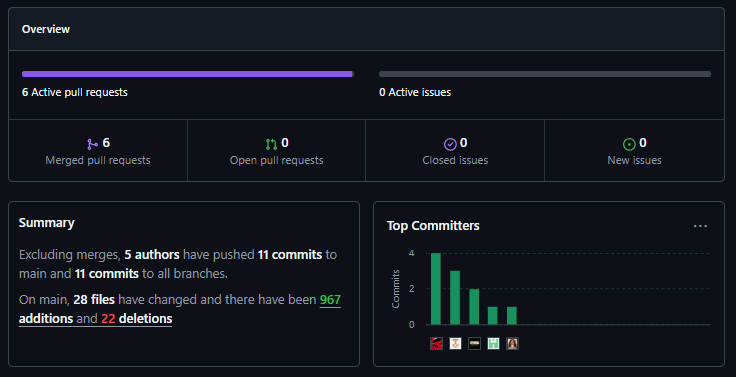 Overview
6 Active pull requests
0 Active issues
6
Merged pull requests
0
Open pull requests
0
Closed issues
0
New issues
Summary
Excluding merges, 5 authors have pushed 11 commits to
main and 11 commits to all branches.
On main, 28 files have changed and there have been 967
additions and 22 deletions
Top Committers
Commits
4
2
0